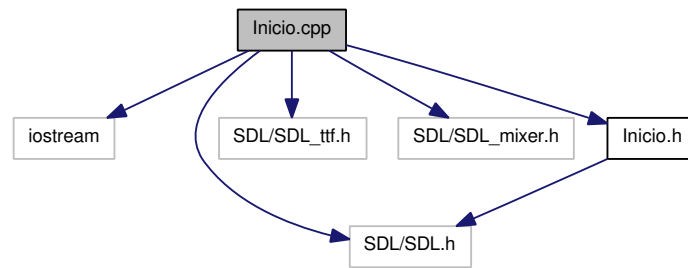 Inicio.cpp
iostream
SDL/SDL_ttf.h
SDL/SDL_mixer.h
Inicio.h
SDL/SDL.h